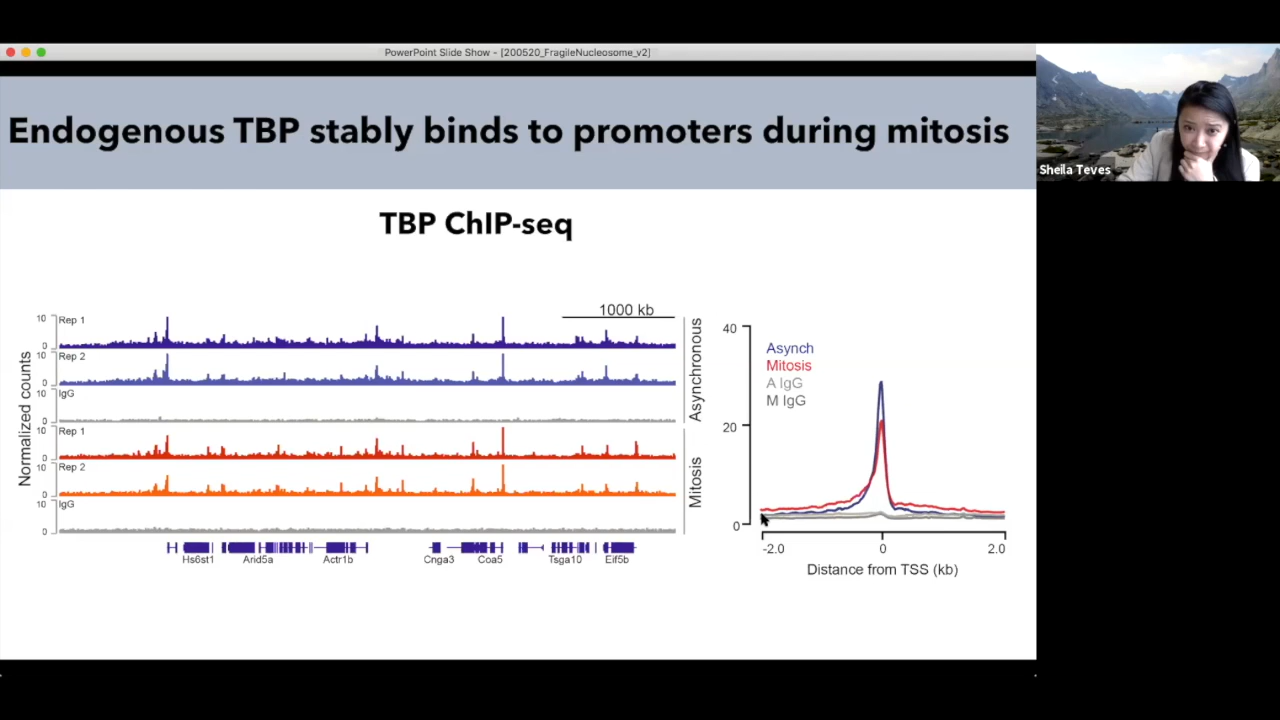 PowerPoint Slide Show - [200520_FragileNucleosome_v2]
Endogenous TBP stably binds to promoters during mitosis
Sheila Teves
TBP ChIP-seq
1000 kb
Normalized counts
10
0
Rep 1
10
0
Rep 2
10
0
IgG
10
0
Rep 1
10
0
Rep 2
10
0
IgG
Asynchronous
Mitosis
Hs6st1 Arid5a Actr1b Cnga3 Coa5 Tsga10 Eif5b
40
20
0
Asynch
Mitosis
A IgG
M IgG
-2.0 0 2.0
Distance from TSS (kb)